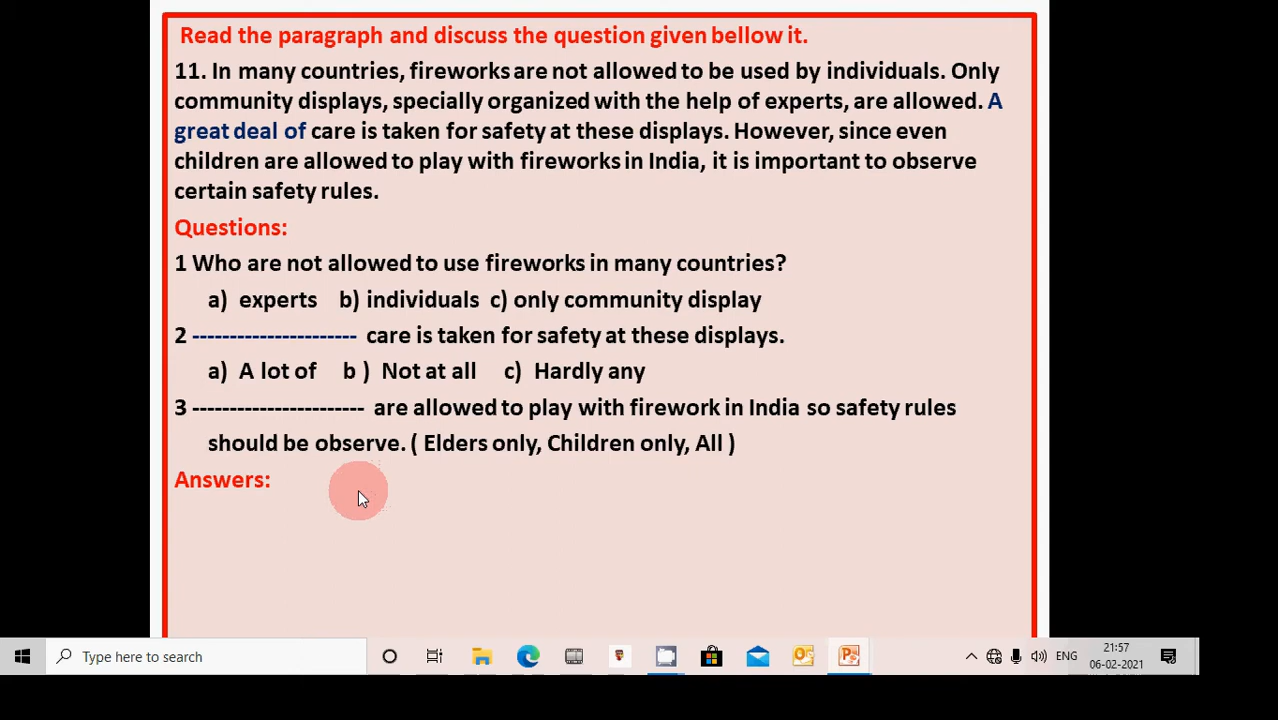 Read the paragraph and discuss the question given bellow it.
11. In many countries, fireworks are not allowed to be used by individuals. Only
community displays, specially organized with the help of experts, are allowed. A
great deal of care is taken for safety at these displays. However, since even
children are allowed to play with fireworks in India, it is important to observe
certain safety rules.
Questions:
1 Who are not allowed to use fireworks in many countries?
a) experts b) individuals c) only community display
2 ---------------------- care is taken for safety at these displays.
a) A lot of b ) Not at all c) Hardly any
3 ----------------------- are allowed to play with firework in India so safety rules
should be observe. ( Elders only, Children only, All )
Answers:
Type here to search
ENG
21:57
06-02-2021